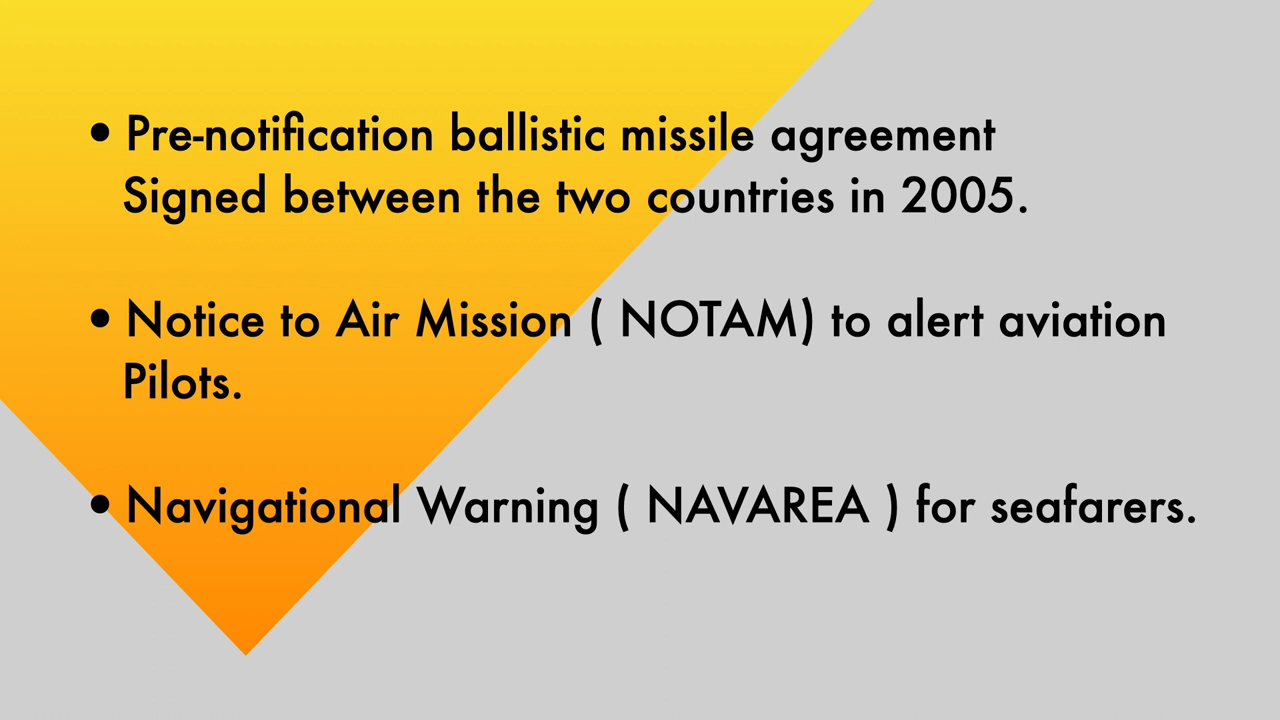 • Pre-notification ballistic missile agreement
Signed between the two countries in 2005.
• Notice to Air Mission ( NOTAM) to alert aviation
Pilots.
• Navigational Warning ( NAVAREA ) for seafarers.